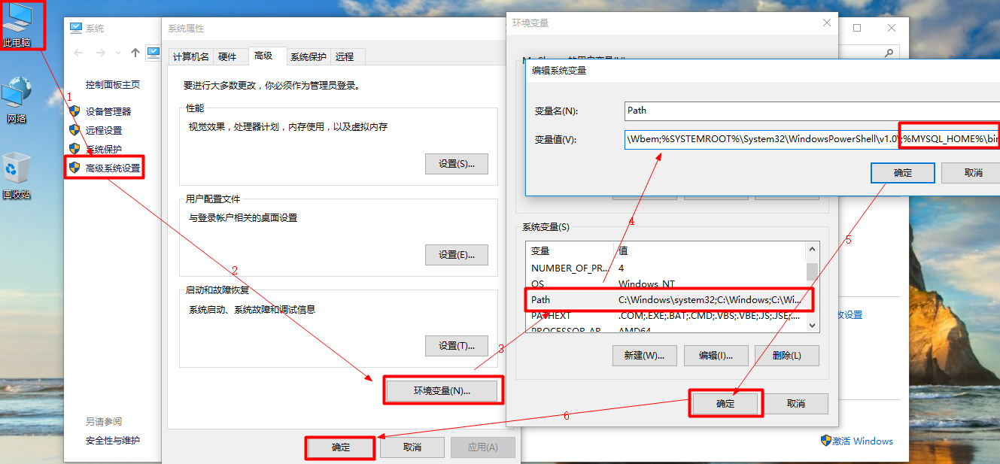 此电脑
网络
回收站
系统
控制面板主页
设备管理器
远程设置
系统保护
高级系统设置
另请参阅
安全性与维护
系统属性
计算机名
硬件
高级
系统保护
远程
要进行大多数更改，你必须作为管理员登录。
性能
视觉效果，处理器计划，内存使用，以及虚拟内存
设置(S)...
用户配置文件
与登录帐户相关的桌面设置
设置(E)...
启动和故障恢复
系统启动、系统故障和调试信息
设置(T)...
环境变量(N)...
确定
取消
应用(A)
环境变量
编辑系统变量
变量名(N):
Path
变量值(V):
\Wbem;%SYSTEMROOT%\System32\WindowsPowerShell\v1.0\;%MYSQL_HOME%\bin
确定
取消
系统变量(S)
变量 值
NUMBER_OF_PR... 4
OS Windows_NT
Path C:\Windows\system32;C:\Windows;C:\Wi...
PATHEXT .COM;.EXE;.BAT;.CMD;.VBS;.VBE;.JS;.JSE;....
PROCESSOR_AR... AMD64
新建(W)...
编辑(I)...
删除(L)
确定
取消
改设置
激活 Windows
1
2
3
4
5
6